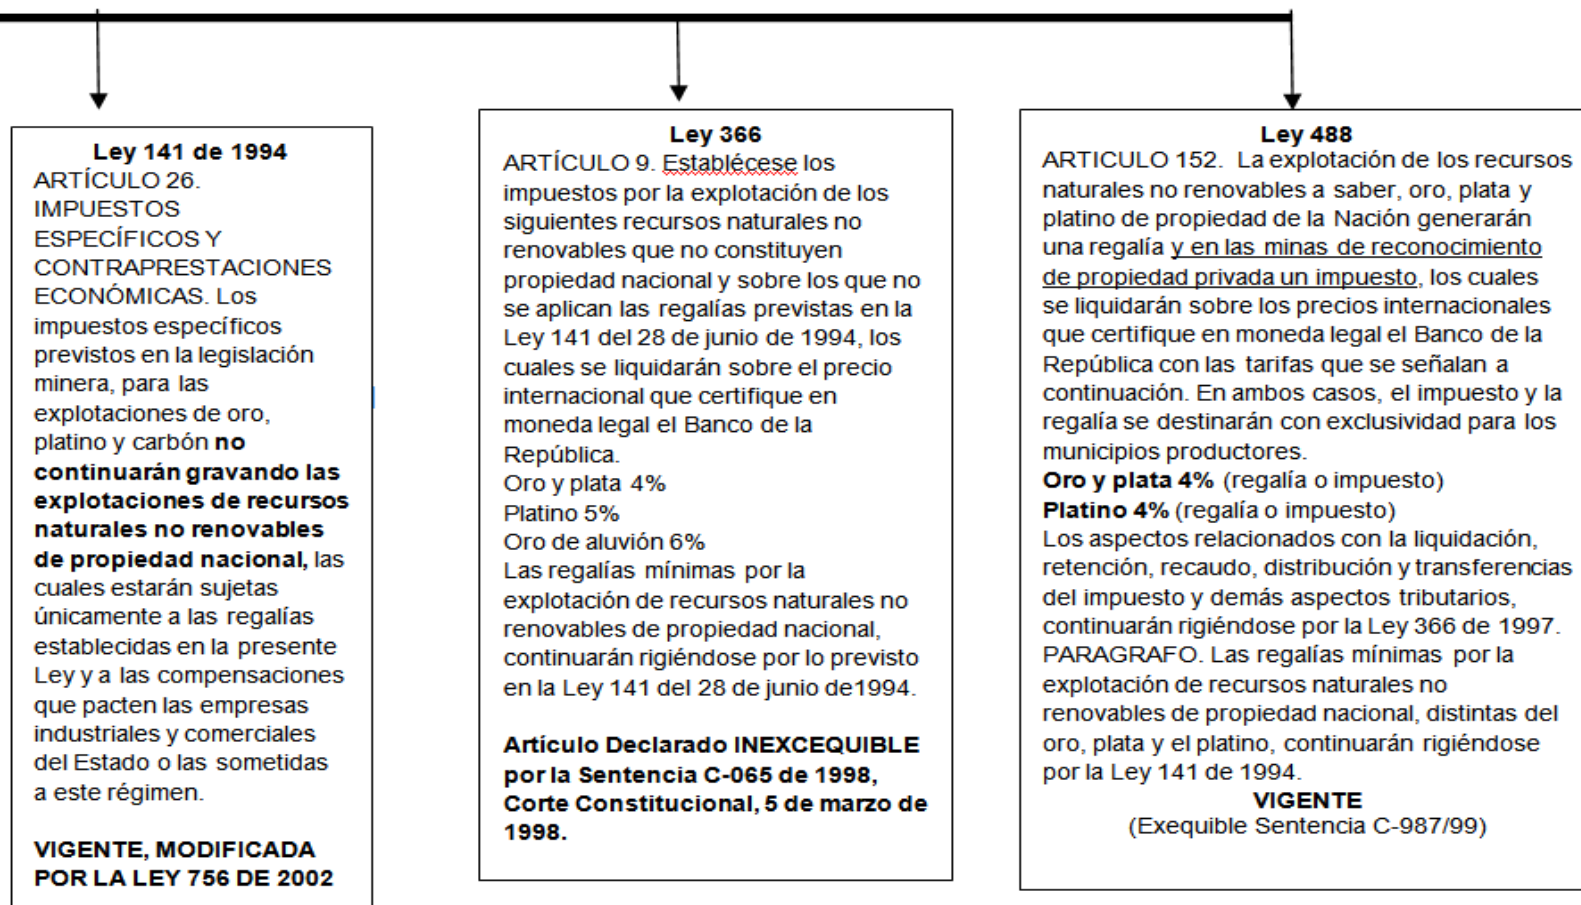 Ley 141 de 1994
ARTÍCULO 26.
IMPUESTOS
ESPECÍFICOS Y
CONTRAPRESTACIONES
ECONÓMICAS. Los
impuestos específicos
previstos en la legislación
minera, para las
explotaciones de oro,
platino y carbón no
continuarán gravando las
explotaciones de recursos
naturales no renovables
de propiedad nacional, las
cuales estarán sujetas
únicamente a las regalías
establecidas en la presente
Ley y a las compensaciones
que pacten las empresas
industriales y comerciales
del Estado o las sometidas
a este régimen.
VIGENTE, MODIFICADA
POR LA LEY 756 DE 2002
Ley 366
ARTÍCULO 9. Establécese los
impuestos por la explotación de los
siguientes recursos naturales no
renovables que no constituyen
propiedad nacional y sobre los que no
se aplican las regalías previstas en la
Ley 141 del 28 de junio de 1994, los
cuales se liquidarán sobre el precio
internacional que certifique en
moneda legal el Banco de la
República.
Oro y plata 4%
Platino 5%
Oro de aluvión 6%
Las regalías mínimas por la
explotación de recursos naturales no
renovables de propiedad nacional,
continuarán rigiéndose por lo previsto
en la Ley 141 del 28 de junio de1994.
Artículo Declarado INEXCEQUIBLE
por la Sentencia C-065 de 1998,
Corte Constitucional, 5 de marzo de
1998.
Ley 488
ARTICULO 152. La explotación de los recursos
naturales no renovables a saber, oro, plata y
platino de propiedad de la Nación generarán
una regalía y en las minas de reconocimiento
de propiedad privada un impuesto, los cuales
se liquidarán sobre los precios internacionales
que certifique en moneda legal el Banco de la
República con las tarifas que se señalan a
continuación. En ambos casos, el impuesto y la
regalía se destinarán con exclusividad para los
municipios productores.
Oro y plata 4% (regalía o impuesto)
Platino 4% (regalía o impuesto)
Los aspectos relacionados con la liquidación,
retención, recaudo, distribución y transferencias
del impuesto y demás aspectos tributarios,
continuarán rigiéndose por la Ley 366 de 1997.
PARAGRAFO. Las regalías mínimas por la
explotación de recursos naturales no
renovables de propiedad nacional, distintas del
oro, plata y el platino, continuarán rigiéndose
por la Ley 141 de 1994.
VIGENTE
(Exequible Sentencia C-987/99)